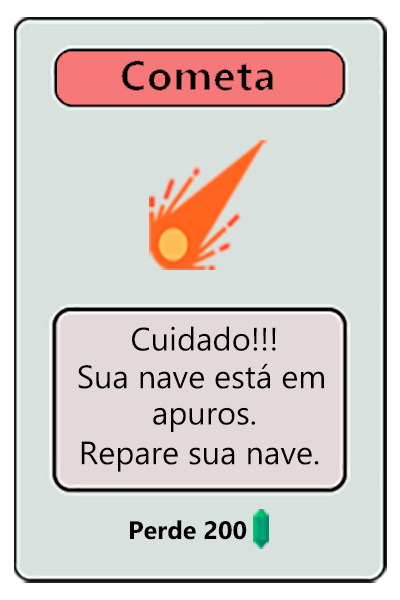 Cometa
Cuidado!!!
Sua nave está em
apuros.
Repare sua nave.
Perde 200